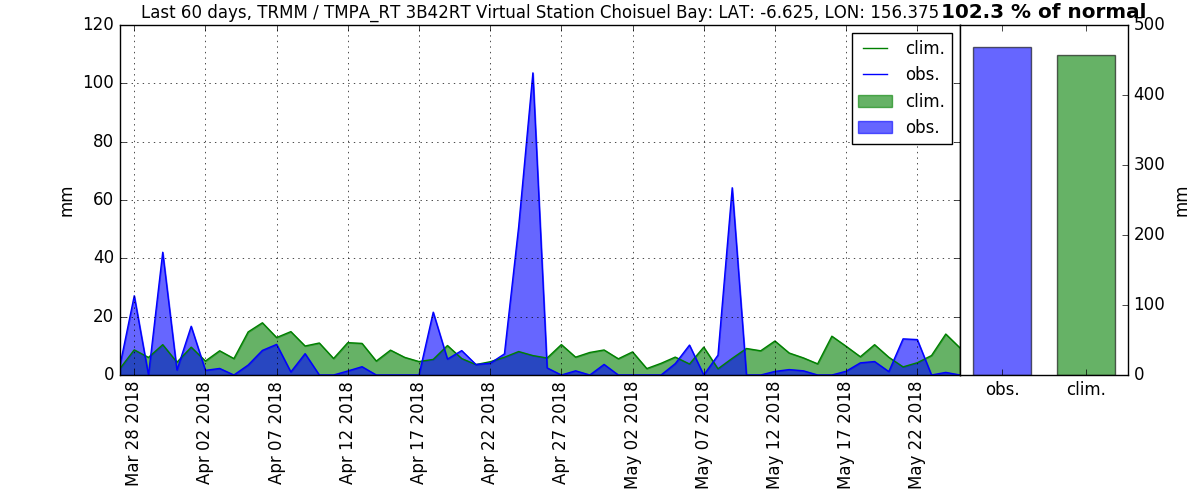 Last 60 days, TRMM / TMPA_RT 3B42RT Virtual Station Choisuel Bay: LAT: -6.625, LON: 156.375
102.3 % of normal
120
100
80
60
40
20
0
mm
clim.
obs.
clim.
obs.
Mar 28 2018
Apr 02 2018
Apr 07 2018
Apr 12 2018
Apr 17 2018
Apr 22 2018
Apr 27 2018
May 02 2018
May 07 2018
May 12 2018
May 17 2018
May 22 2018
500
400
300
200
100
0
mm
obs.
clim.